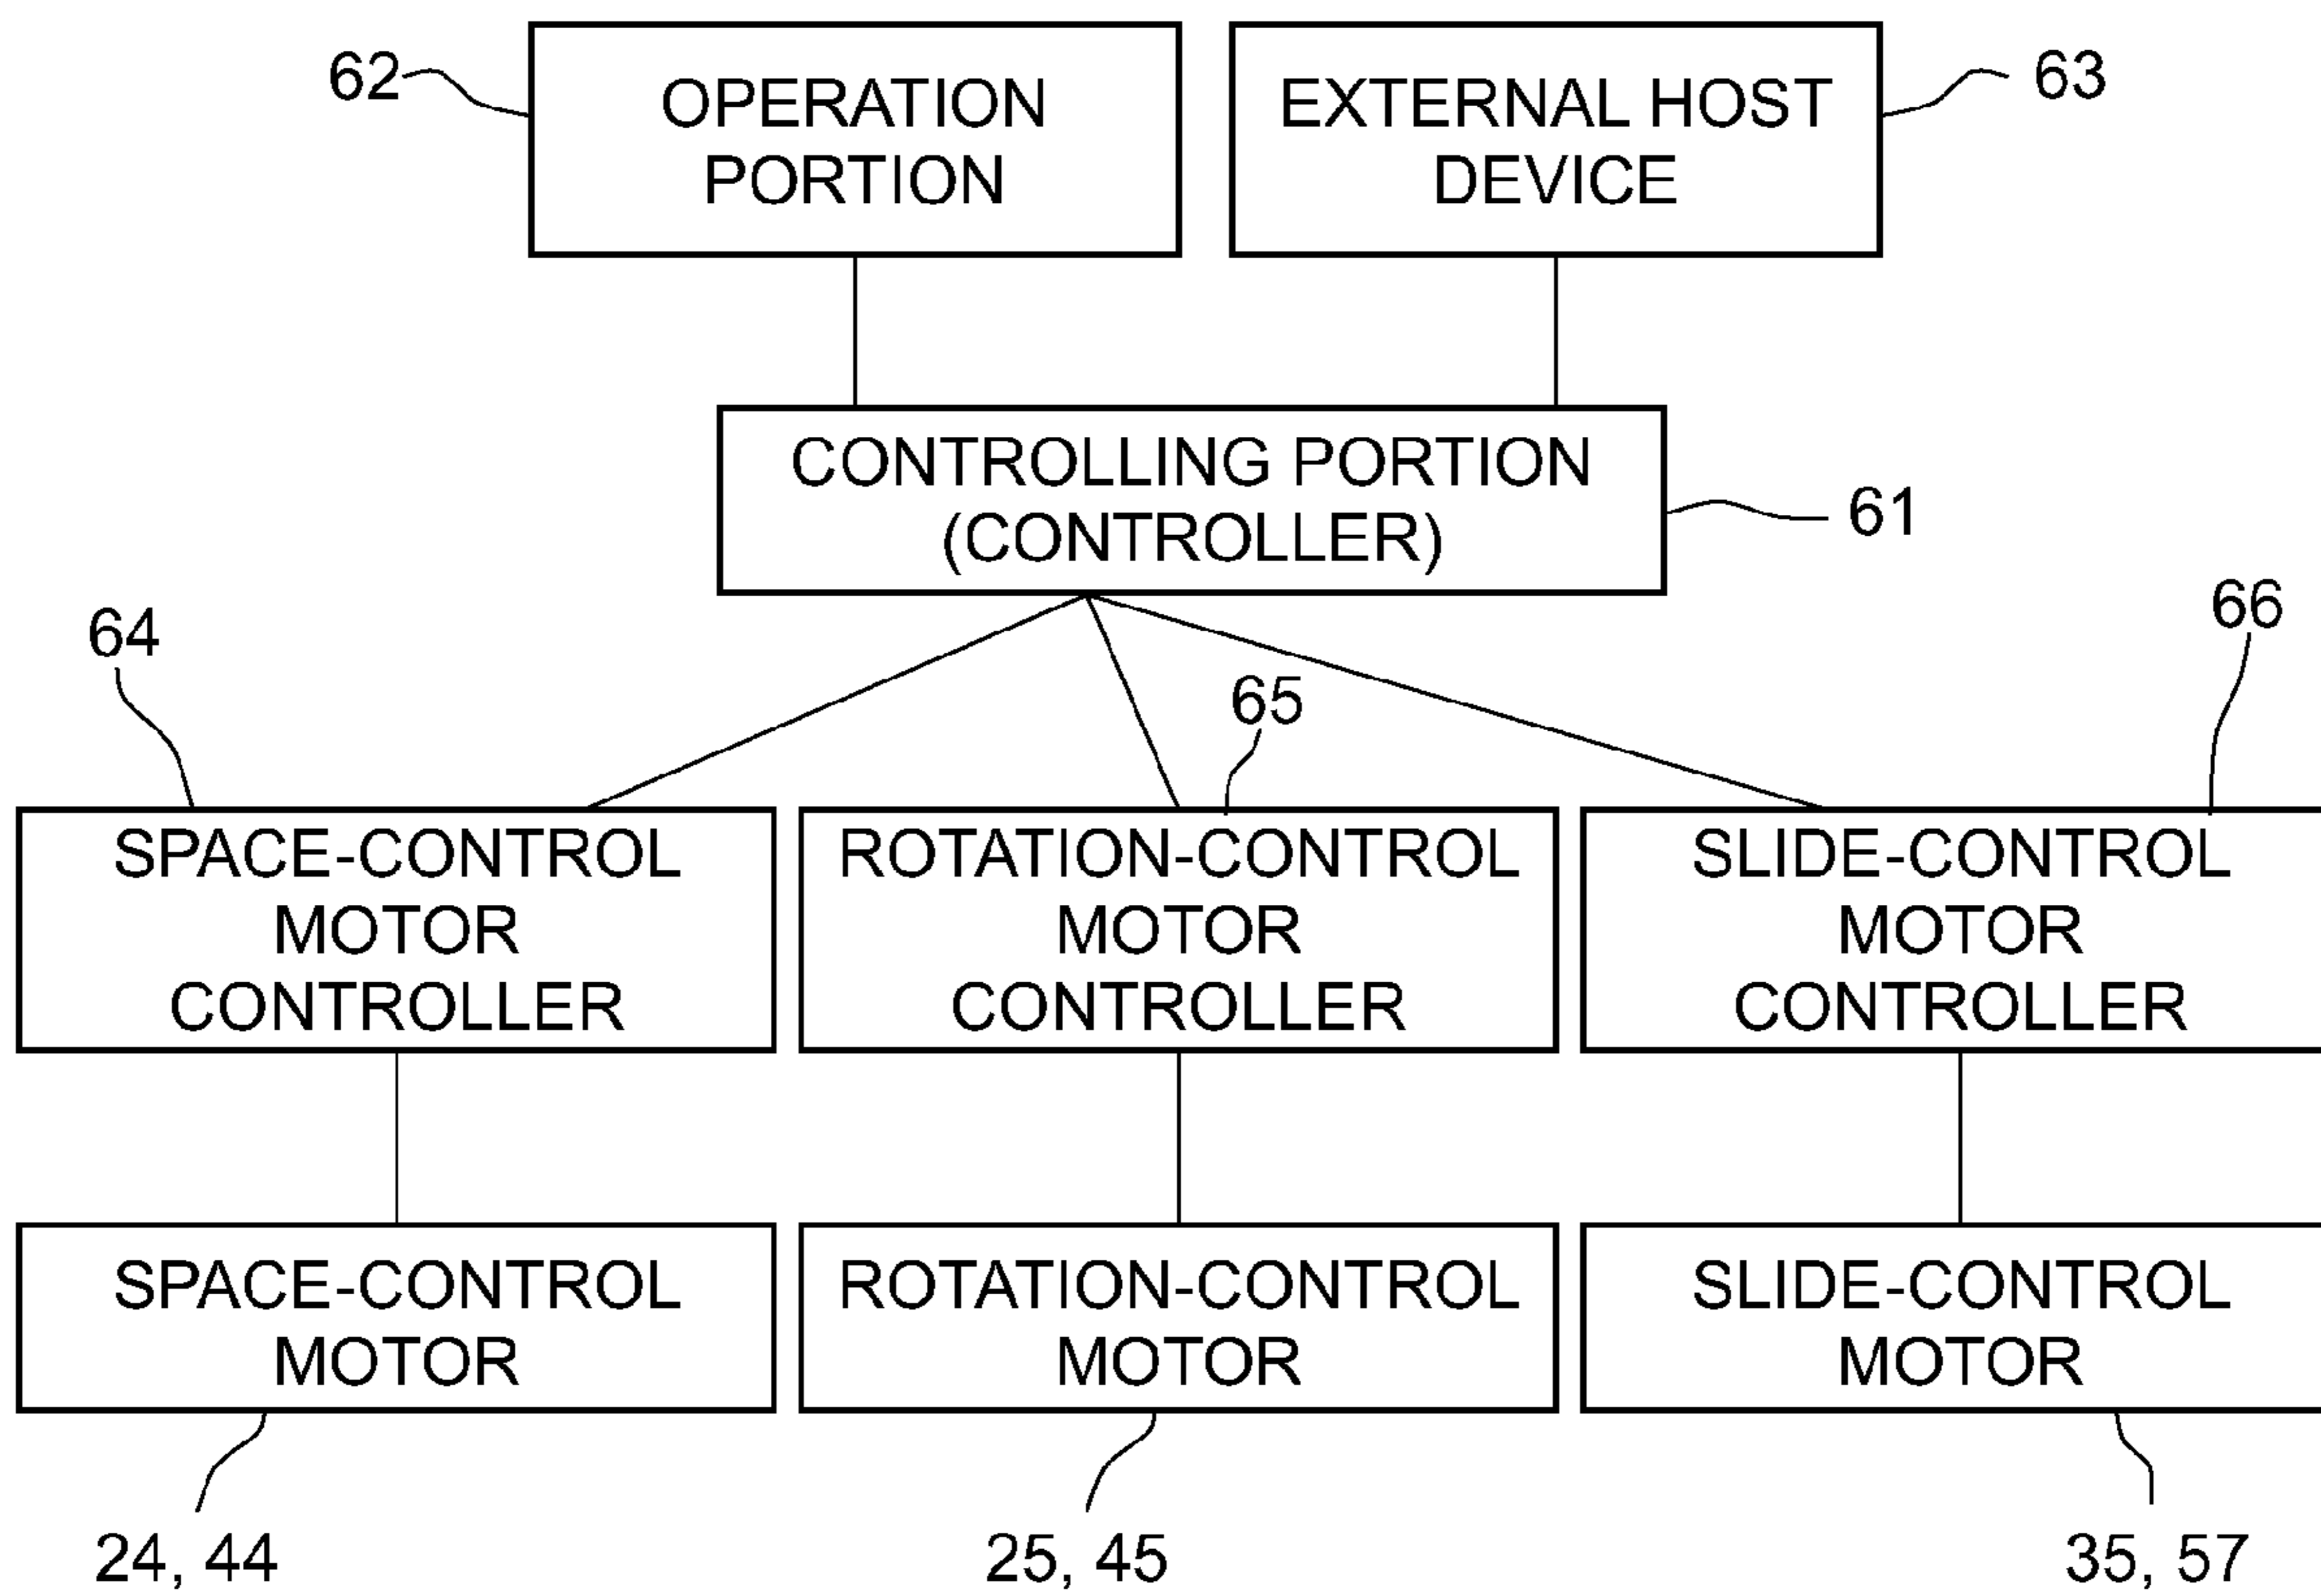 62
OPERATION
PORTION
EXTERNAL HOST
DEVICE
63
CONTROLLING PORTION
(CONTROLLER)
61
64
65
66
SPACE-CONTROL
MOTOR
CONTROLLER
ROTATION-CONTROL
MOTOR
CONTROLLER
SLIDE-CONTROL
MOTOR
CONTROLLER
SPACE-CONTROL
MOTOR
ROTATION-CONTROL
MOTOR
SLIDE-CONTROL
MOTOR
24, 44
25, 45
35, 57